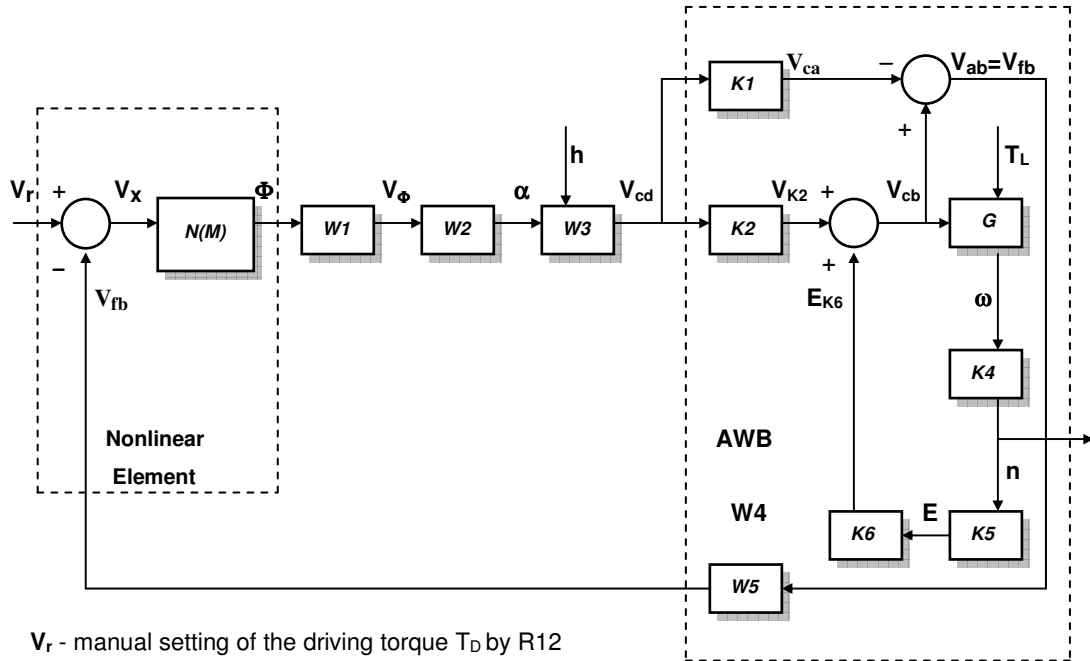 K1
V_ca
−
V_ab=V_fb
+
h
T_L
V_r
+
V_x
Φ
V_Φ
α
V_cd
V_K2
+
V_cb
N(M)
W1
W2
W3
K2
G
−
+
V_fb
E_K6
ω
K4
Nonlinear
Element
AWB
n
W4
E
K6
K5
W5
V_r - manual setting of the driving torque T_D by R12